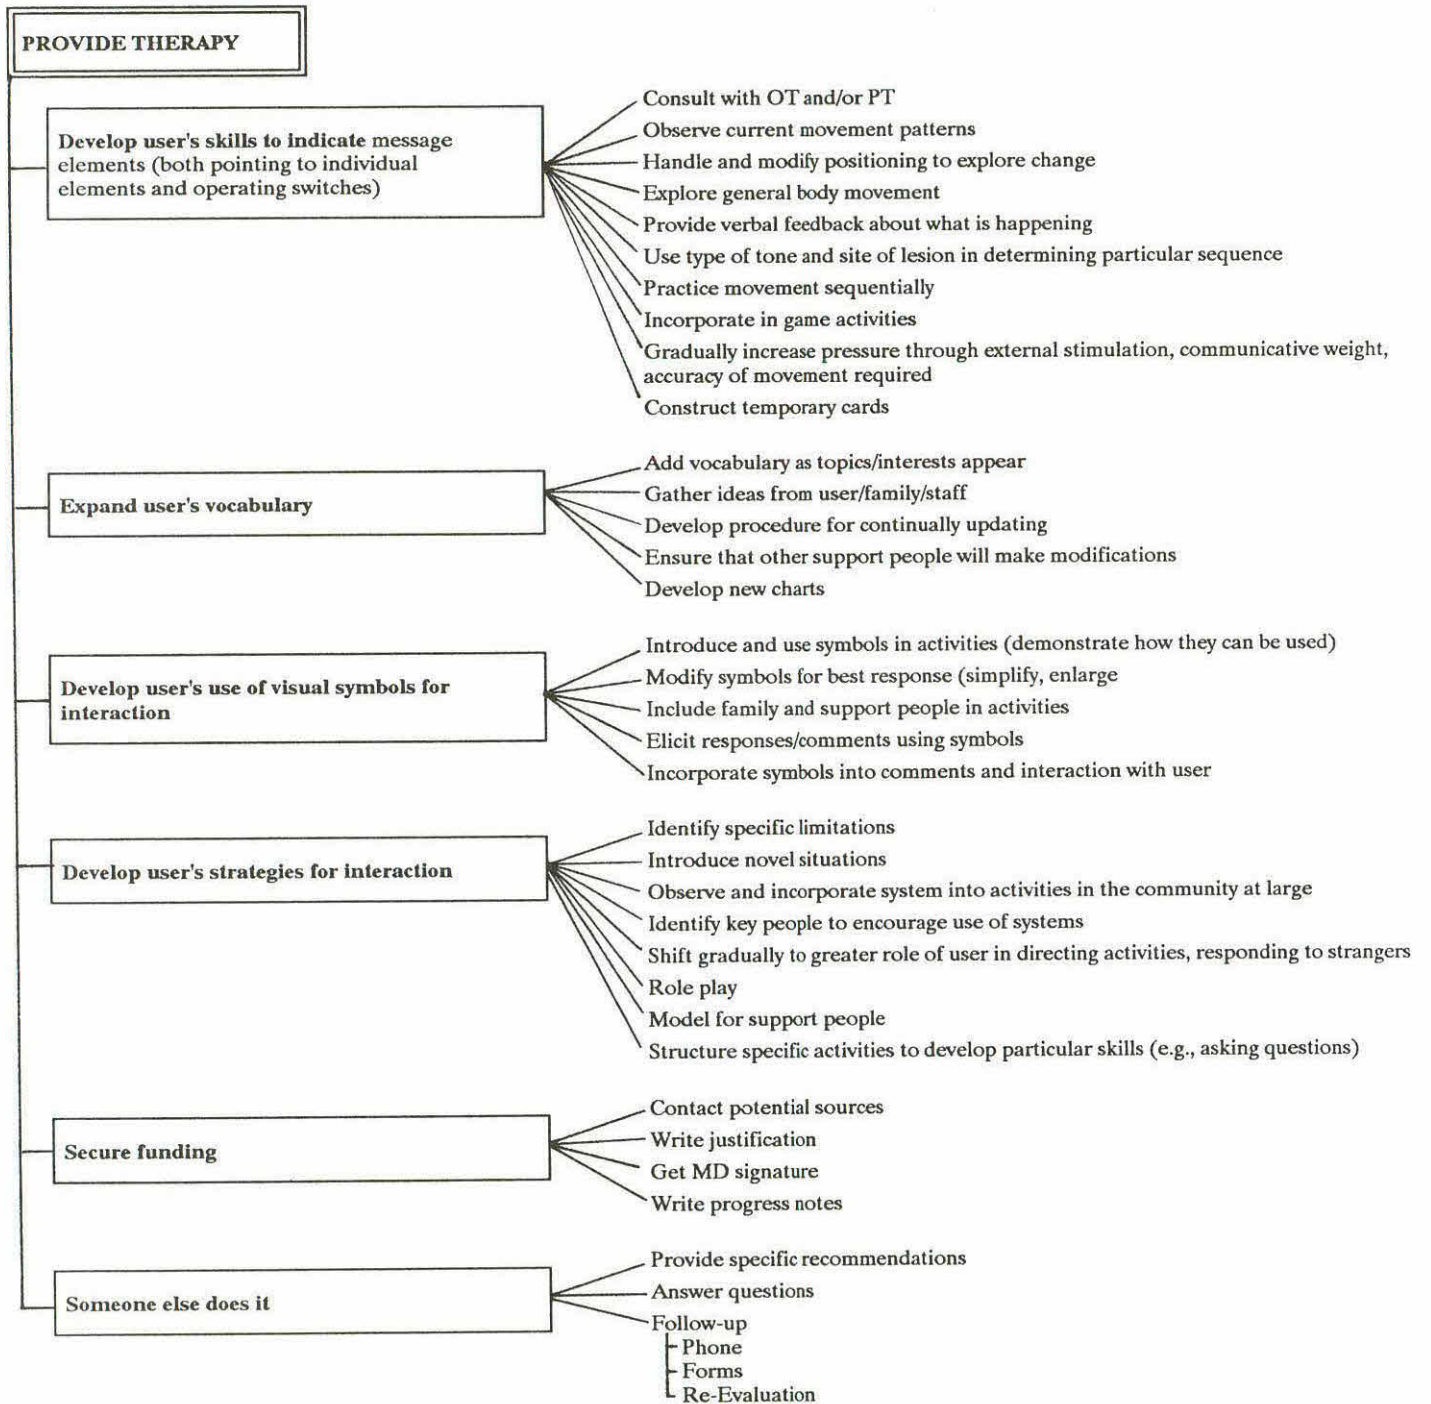 PROVIDE THERAPY
Develop user's skills to indicate message
elements (both pointing to individual
elements and operating switches)
Consult with OT and/or PT
Observe current movement patterns
Handle and modify positioning to explore change
Explore general body movement
Provide verbal feedback about what is happening
Use type of tone and site of lesion in determining particular sequence
Practice movement sequentially
Incorporate in game activities
Gradually increase pressure through external stimulation, communicative weight,
accuracy of movement required
Construct temporary cards
Expand user's vocabulary
Add vocabulary as topics/interests appear
Gather ideas from user/family/staff
Develop procedure for continually updating
Ensure that other support people will make modifications
Develop new charts
Develop user's use of visual symbols for
interaction
Introduce and use symbols in activities (demonstrate how they can be used)
Modify symbols for best response (simplify, enlarge
Include family and support people in activities
Elicit responses/comments using symbols
Incorporate symbols into comments and interaction with user
Develop user's strategies for interaction
Identify specific limitations
Introduce novel situations
Observe and incorporate system into activities in the community at large
Identify key people to encourage use of systems
Shift gradually to greater role of user in directing activities, responding to strangers
Role play
Model for support people
Structure specific activities to develop particular skills (e.g., asking questions)
Secure funding
Contact potential sources
Write justification
Get MD signature
Write progress notes
Someone else does it
Provide specific recommendations
Answer questions
Follow-up
Phone
Forms
Re-Evaluation